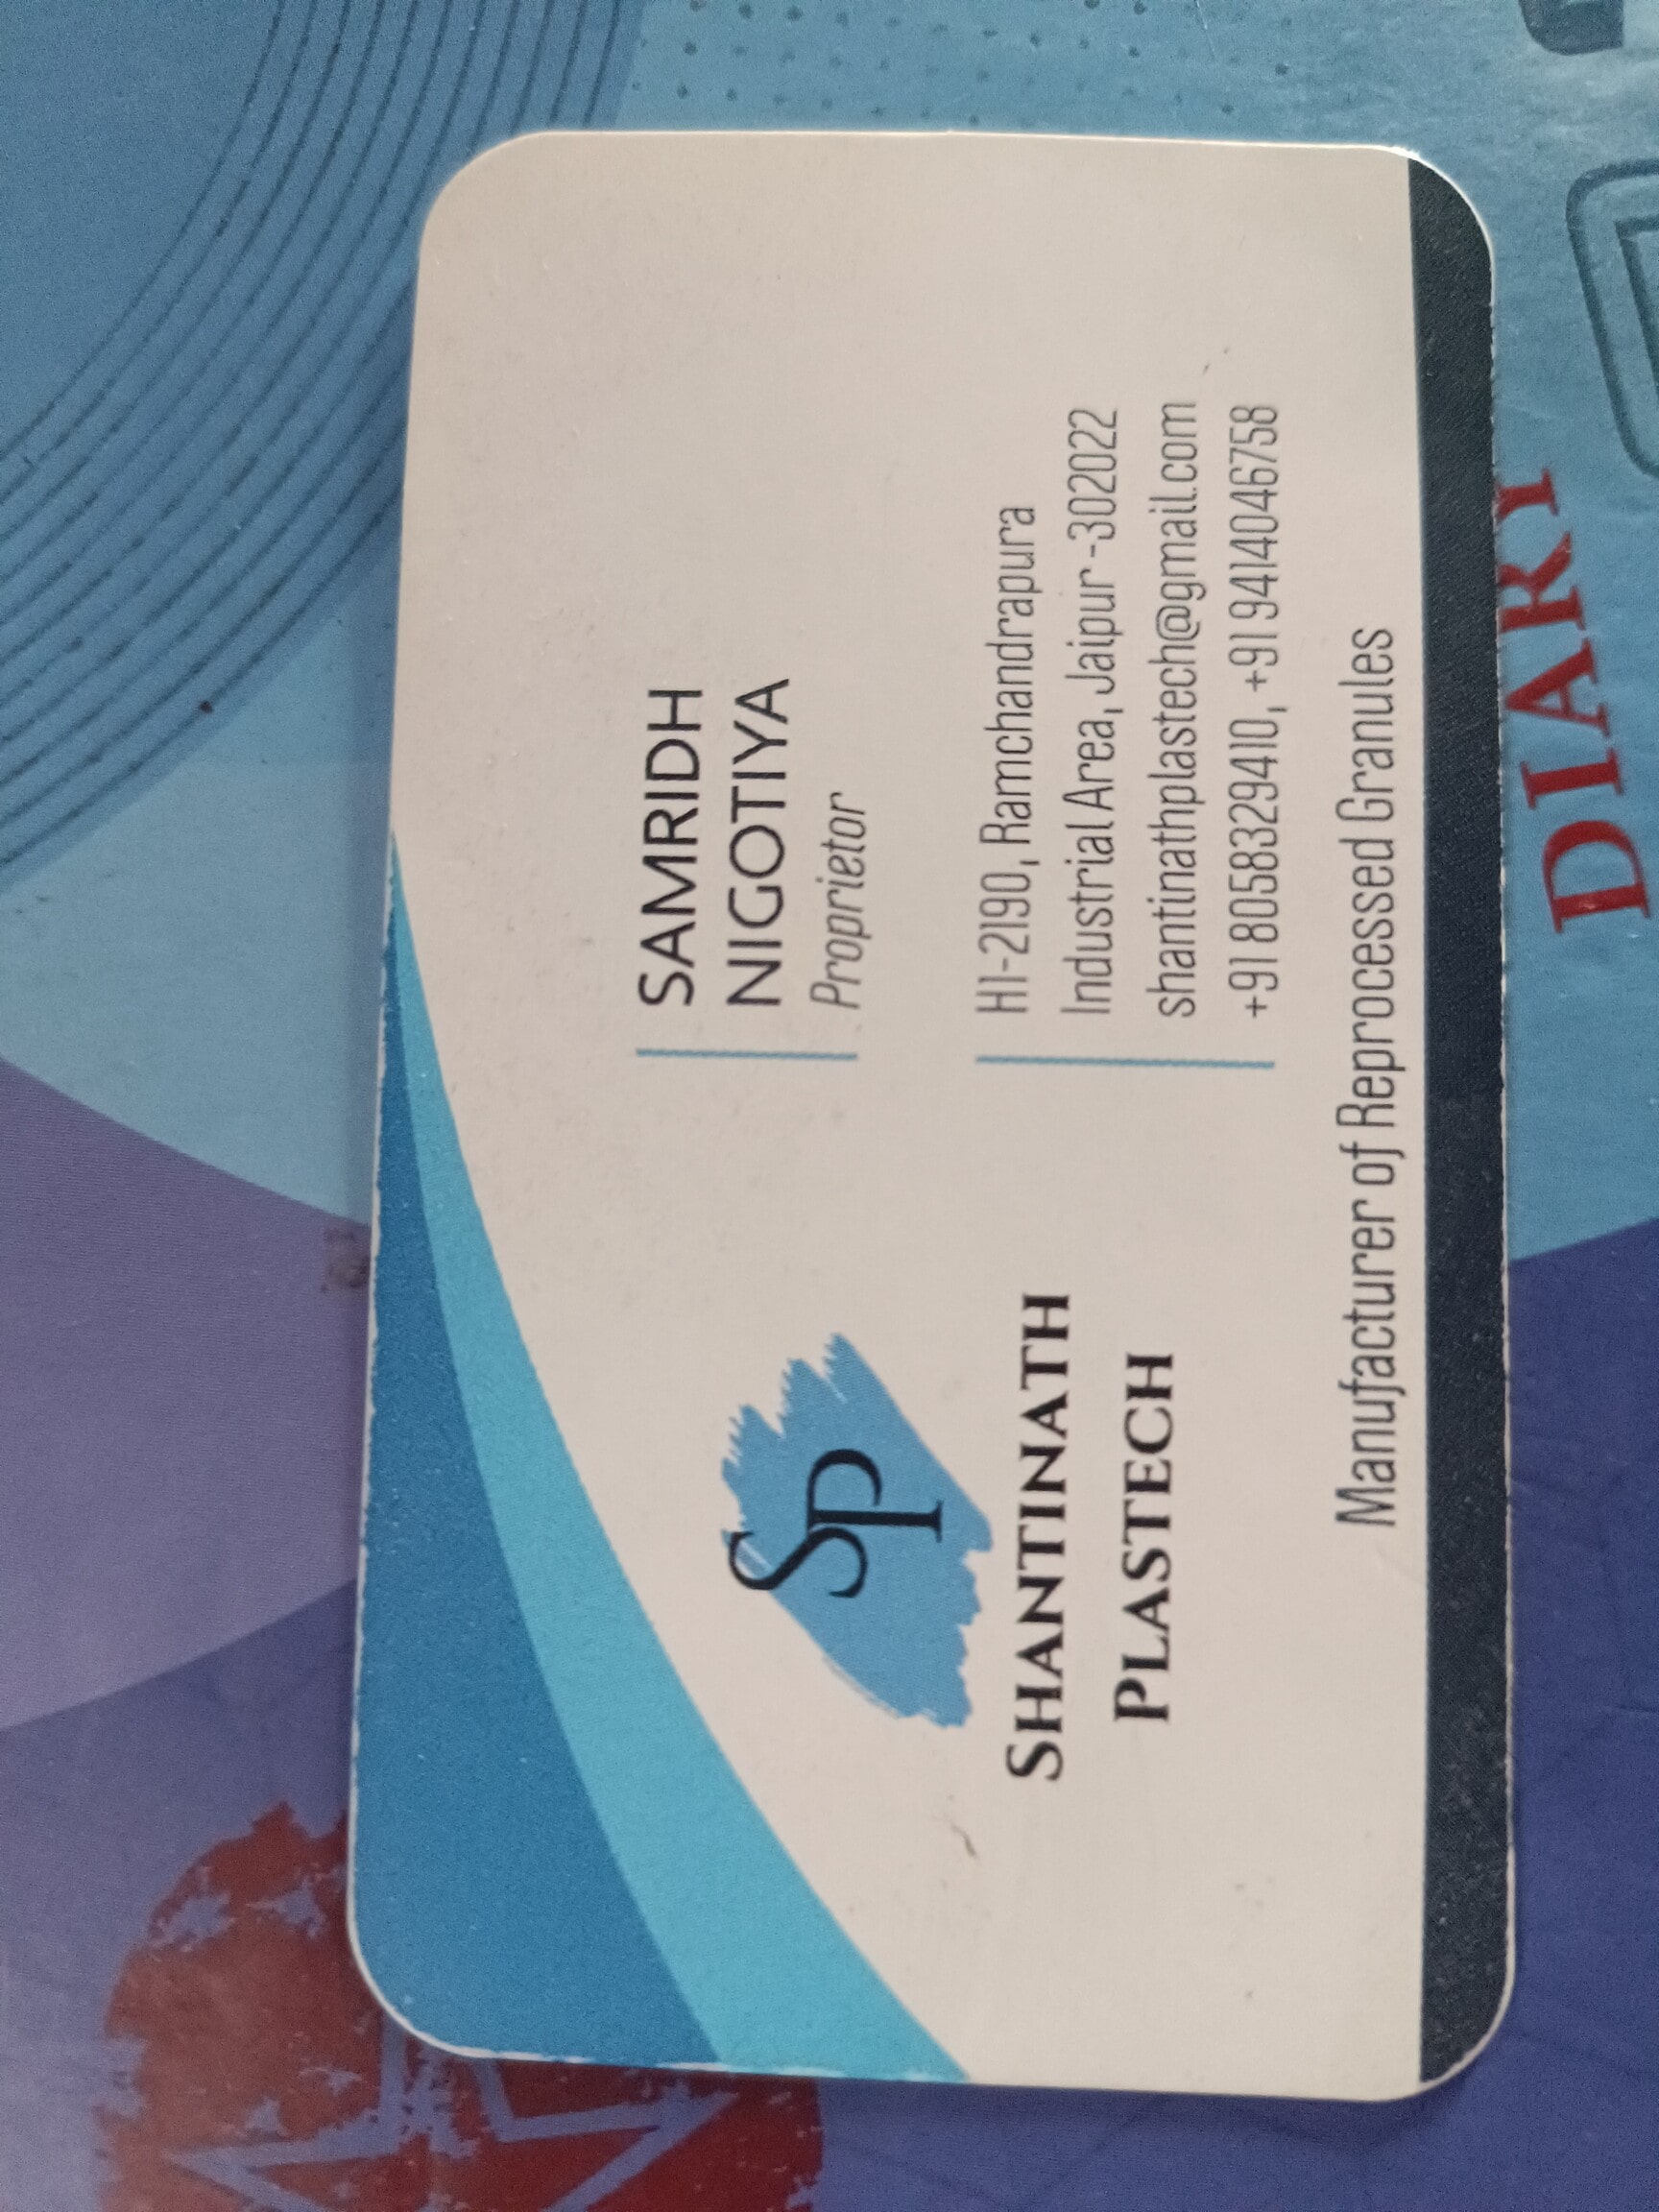 SP
SHANTINATH
PLASTECH
SAMRIDH
NIGOTIYA
Proprietor
H1-2190, Ramchandrapura
Industrial Area, Jaipur -302022
shantinathplastech@gmail.com
+91 8058329410, +91 9414046758
Manufacturer of Reprocessed Granules
DIARY